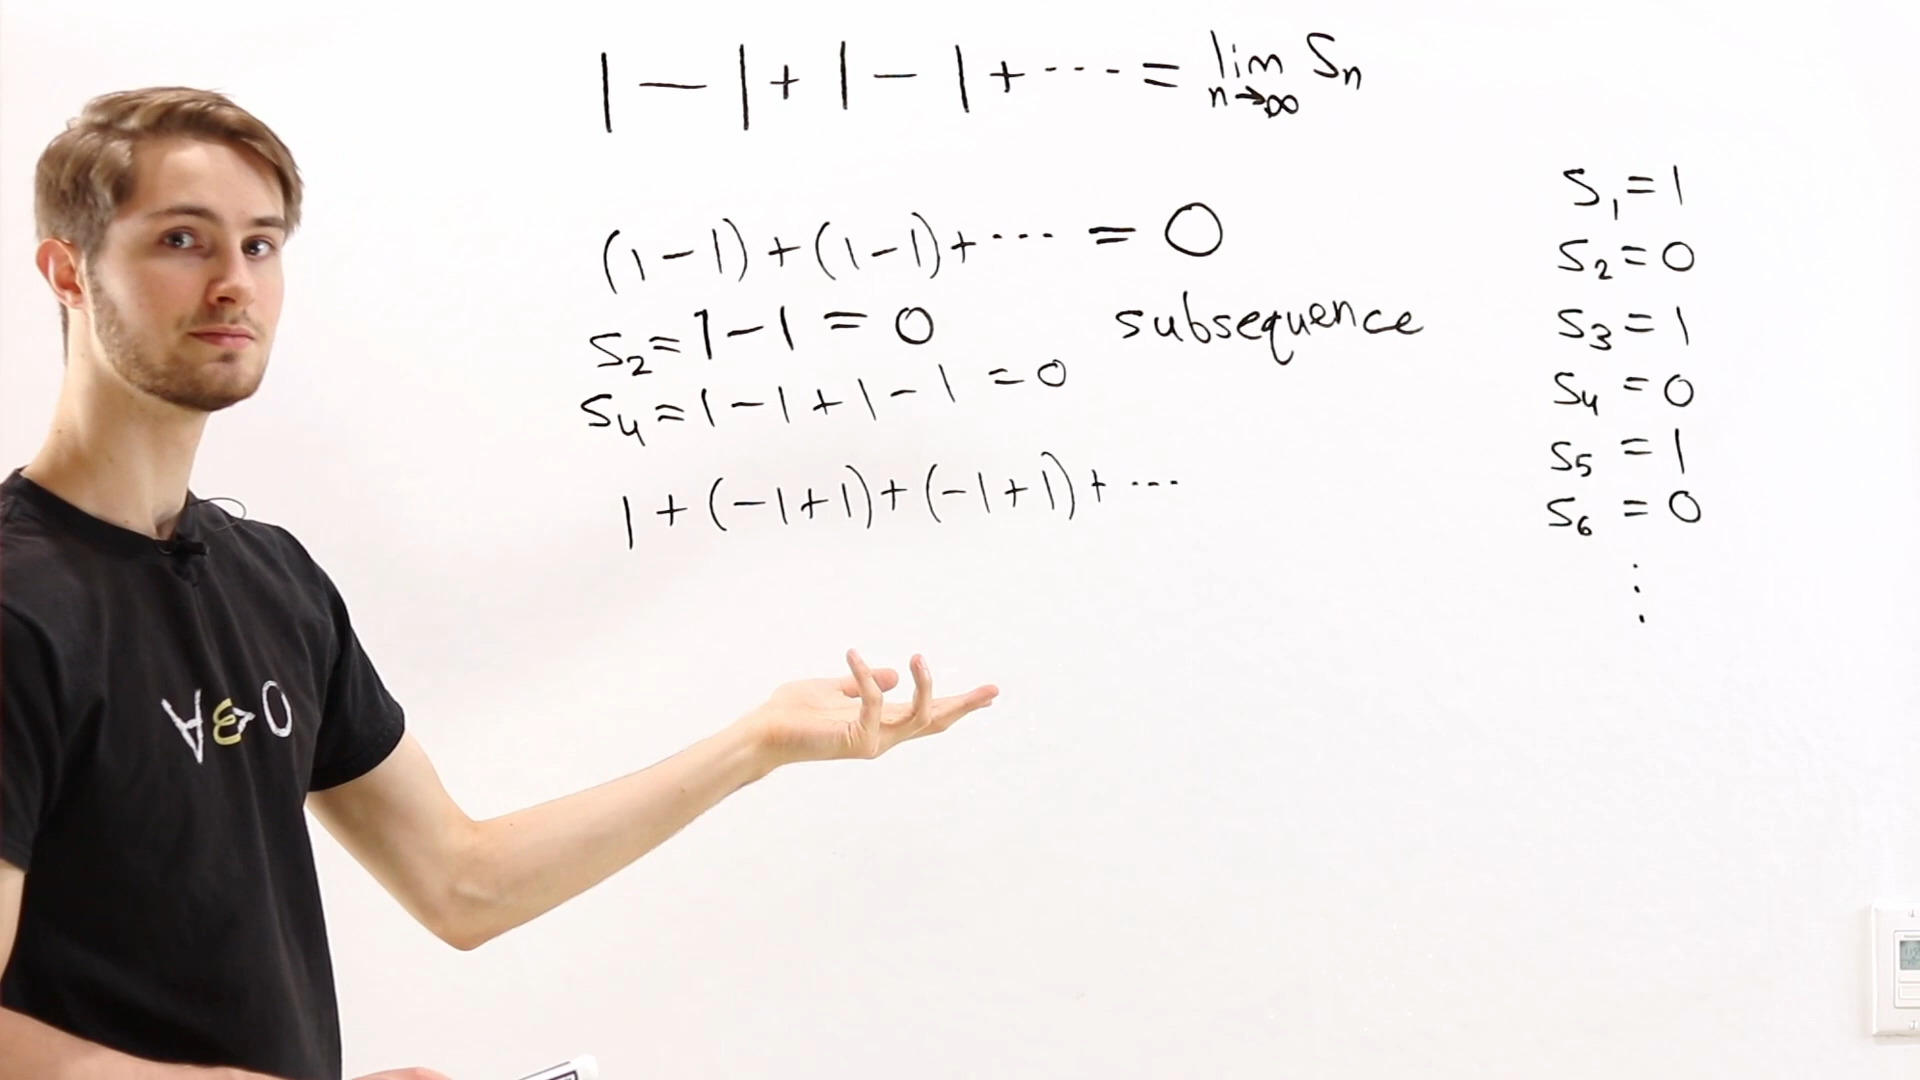 1 - 1 + 1 - 1 + ... = lim n→∞ Sn
(1-1)+(1-1)+... = 0
S2 = 1-1 = 0
subsequence
S4 = 1-1+1-1 = 0
1+(-1+1)+(-1+1)+...
S1 = 1
S2 = 0
S3 = 1
S4 = 0
S5 = 1
S6 = 0
⋮
∀ε>0